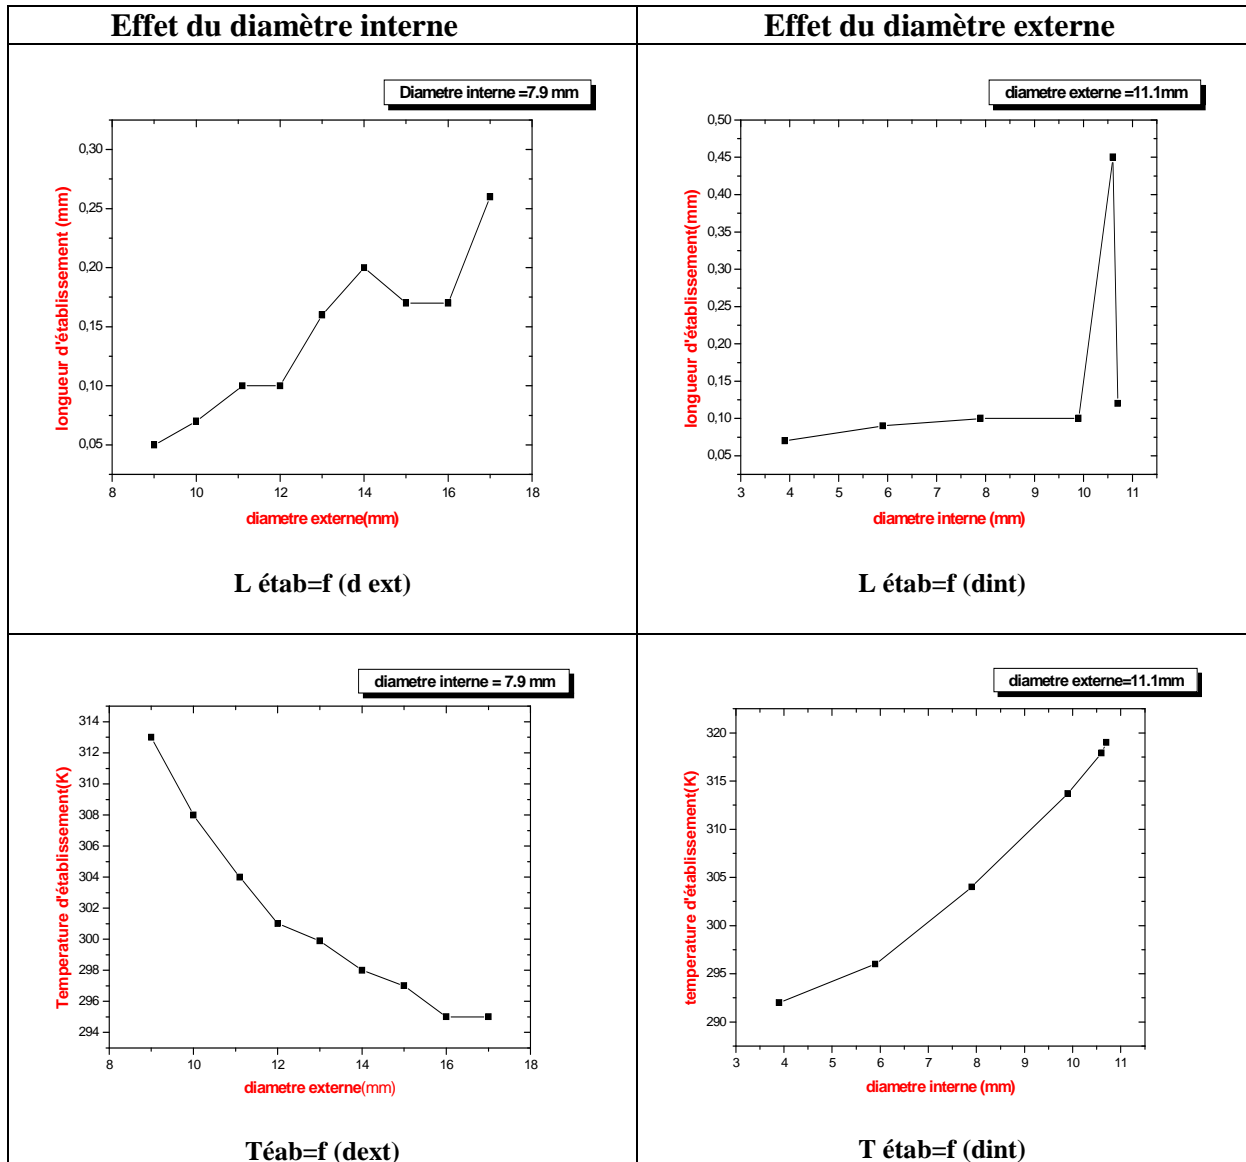 Effet du diamètre interne
Effet du diamètre externe
Diametre interne =7.9 mm
0,30
0,25
0,20
0,15
0,10
0,05
longueur d'établissement (mm)
8 10 12 14 16 18
diametre externe(mm)
L étab=f (d ext)
diametre externe =11.1mm
0,50
0,45
0,40
0,35
0,30
0,25
0,20
0,15
0,10
0,05
longueur d'établissement(mm)
3 4 5 6 7 8 9 10 11
diametre interne (mm)
L étab=f (dint)
diametre interne = 7.9 mm
314
312
310
308
306
304
302
300
298
296
294
Temperature d'établissement(K)
8 10 12 14 16 18
diametre externe(mm)
Téab=f (dext)
diametre externe=11.1mm
320
315
310
305
300
295
290
temperature d'établissement(K)
3 4 5 6 7 8 9 10 11
diametre interne (mm)
T étab=f (dint)